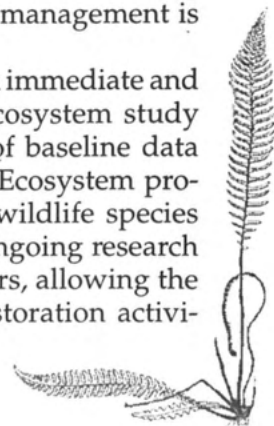 management is
immediate and
cosystem study
of baseline data
Ecosystem pro-
wildlife species
ngoing research
rs, allowing the
storation activi-